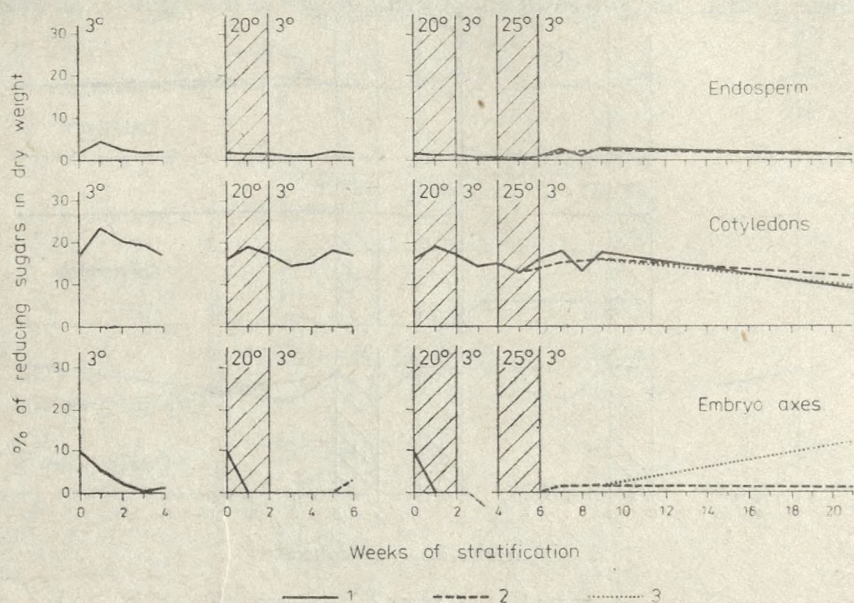 % of reducing sugars in dry weight
30 3° 20° 3° 20° 3° 25° 3°
20
10 Endosperm
0
30 3° 20° 3° 20° 3° 25° 3°
20 Cotyledons
10
0
30 3° 20° 3° 20° 3° 25° 3°
20 Embryo axes
10
0
0 2 4 0 2 4 6 0 2 4 6 8 10 12 14 16 18 20
Weeks of stratification
1 2 3